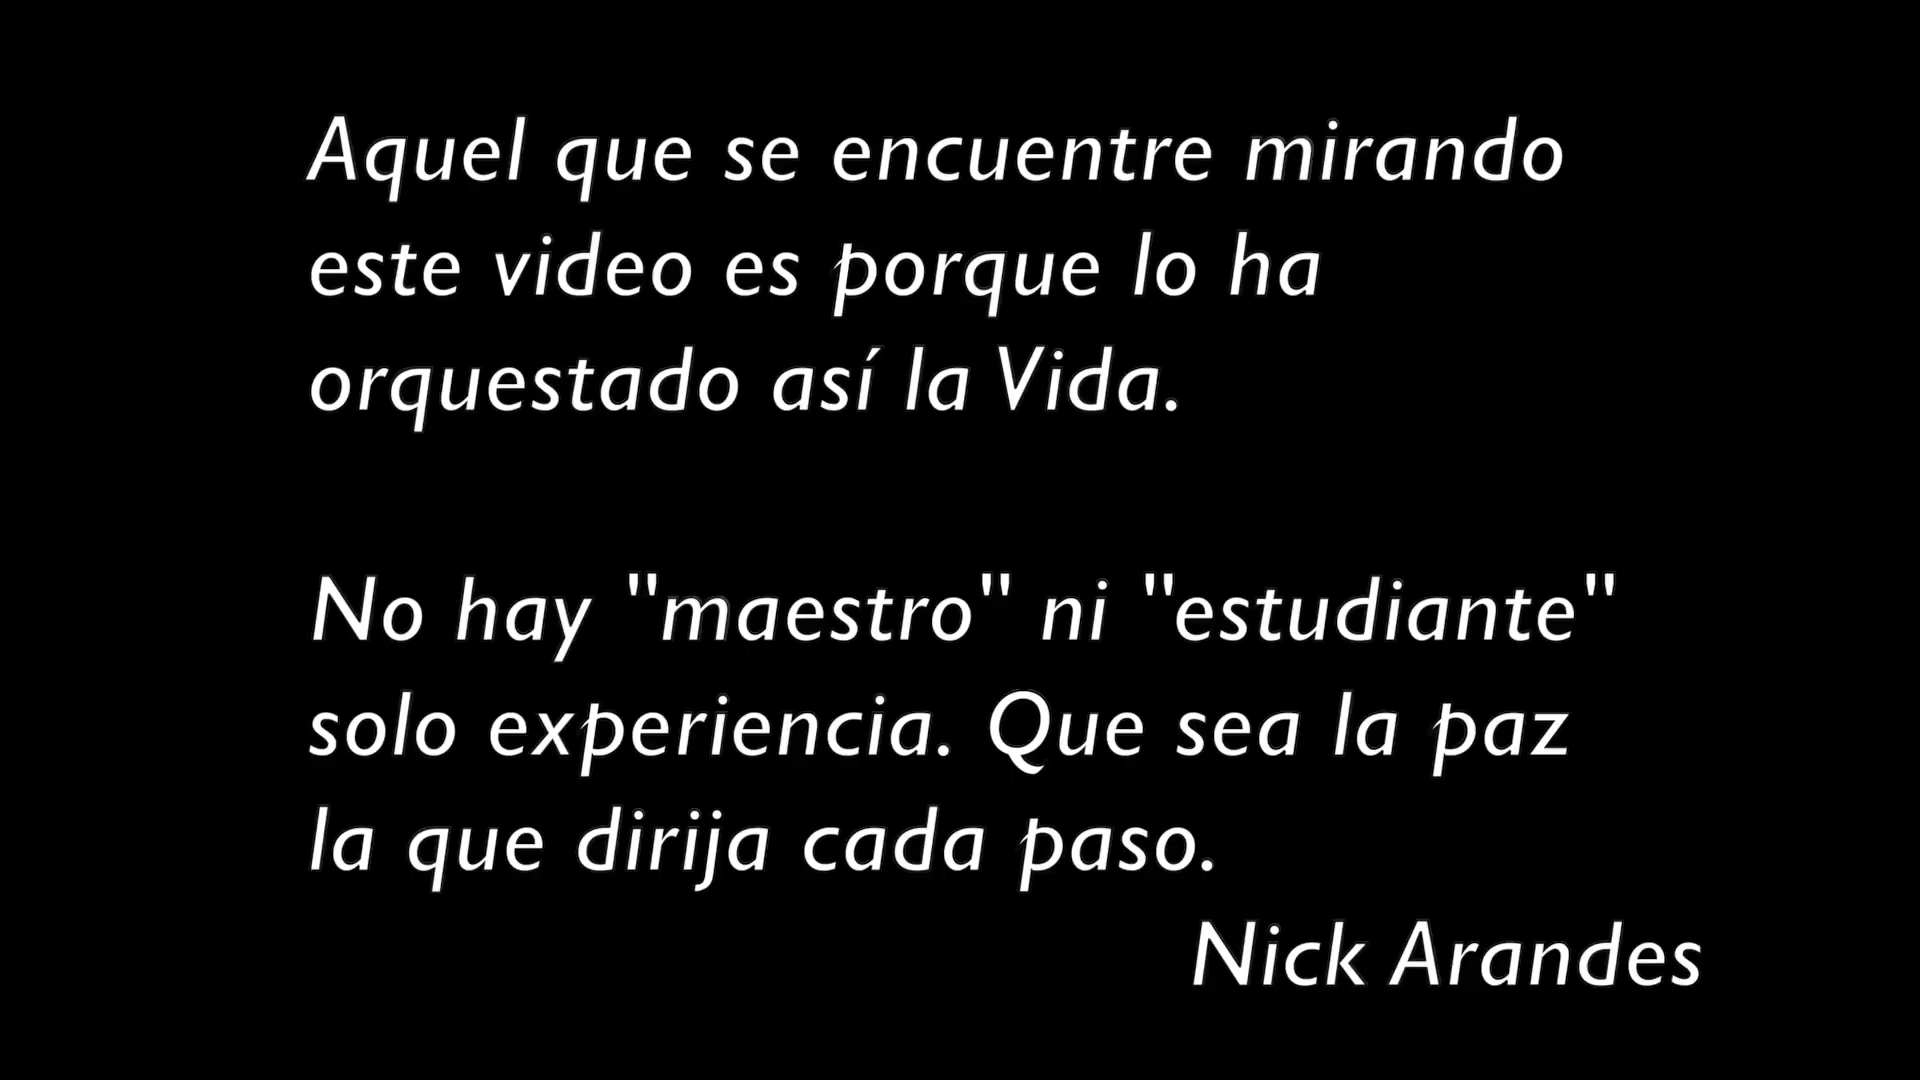 Aquel que se encuentre mirando
este video es porque lo ha
orquestado así la Vida.
No hay "maestro" ni "estudiante"
solo experiencia. Que sea la paz
la que dirija cada paso.
Nick Arandes